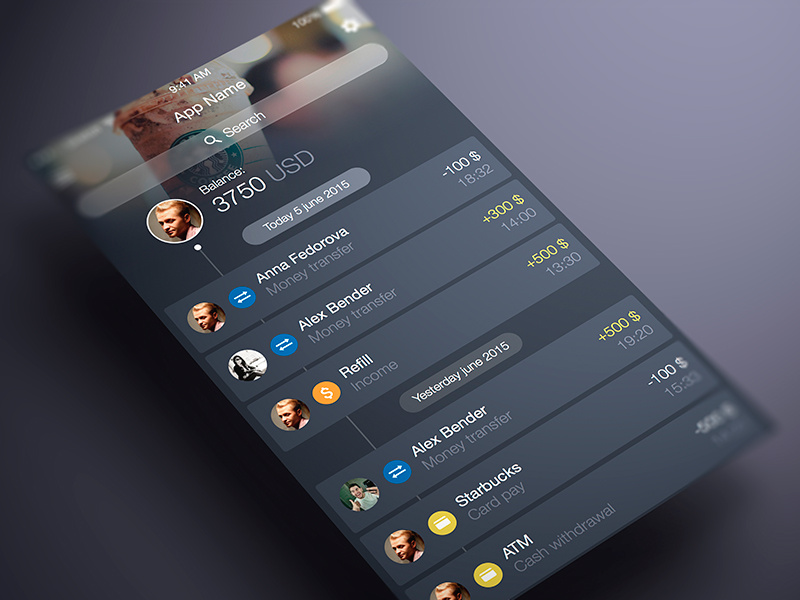 100%
9:41 AM
App Name
Search
Balance:
3750 USD
Today 5 june 2015
Anna Fedorova
Money transfer
-100 $
18:32
Alex Bender
Money transfer
+300 $
14:00
Refill
Income
+500 $
13:30
Yesterday june 2015
Alex Bender
Money transfer
+500 $
19:20
Starbucks
Card pay
-100 $
15:33
ATM
Cash withdrawal
-500 $